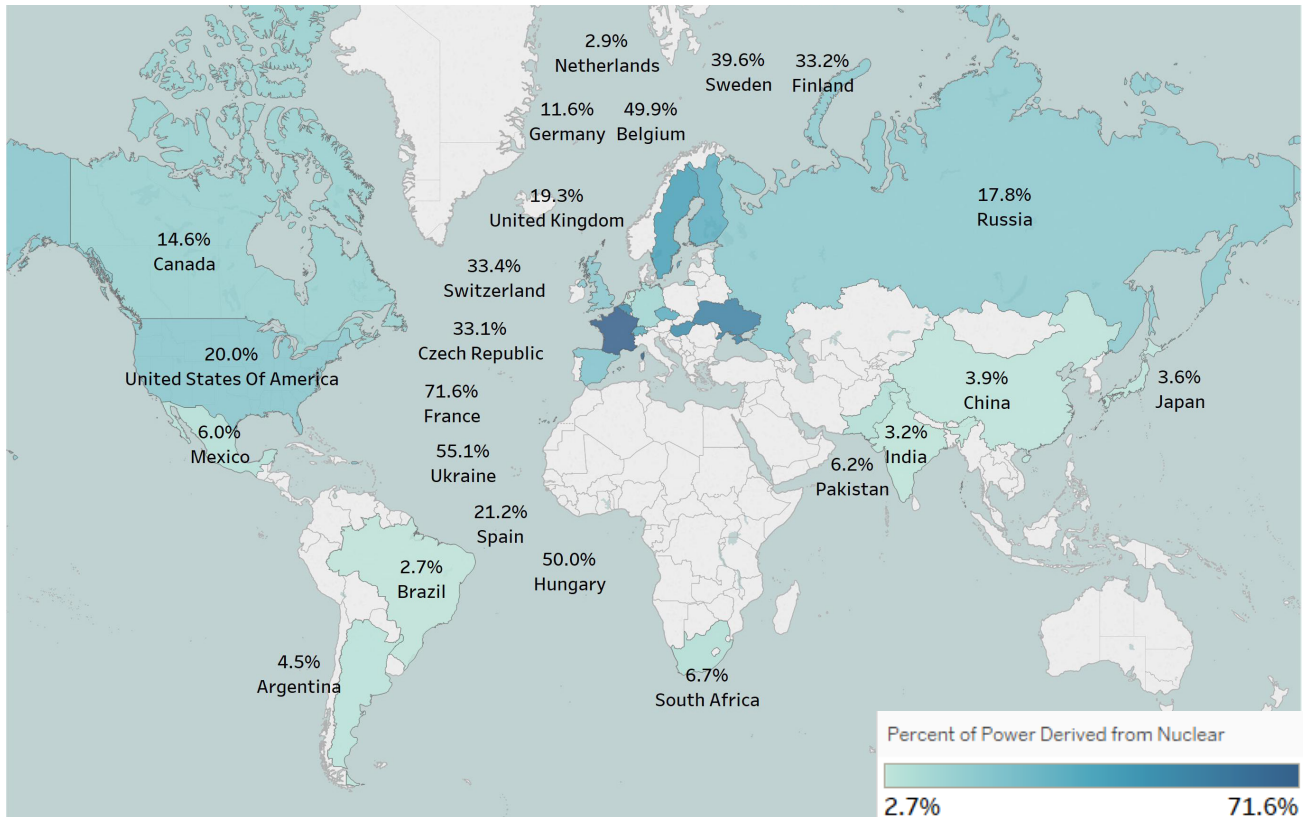 2.9%
Netherlands
39.6%
Sweden
33.2%
Finland
11.6%
Germany
49.9%
Belgium
19.3%
United Kingdom
17.8%
Russia
14.6%
Canada
33.4%
Switzerland
33.1%
Czech Republic
20.0%
United States Of America
71.6%
France
3.9%
China
3.6%
Japan
6.0%
Mexico
3.2%
India
55.1%
Ukraine
6.2%
Pakistan
21.2%
Spain
50.0%
Hungary
2.7%
Brazil
4.5%
Argentina
6.7%
South Africa
Percent of Power Derived from Nuclear
2.7%
71.6%